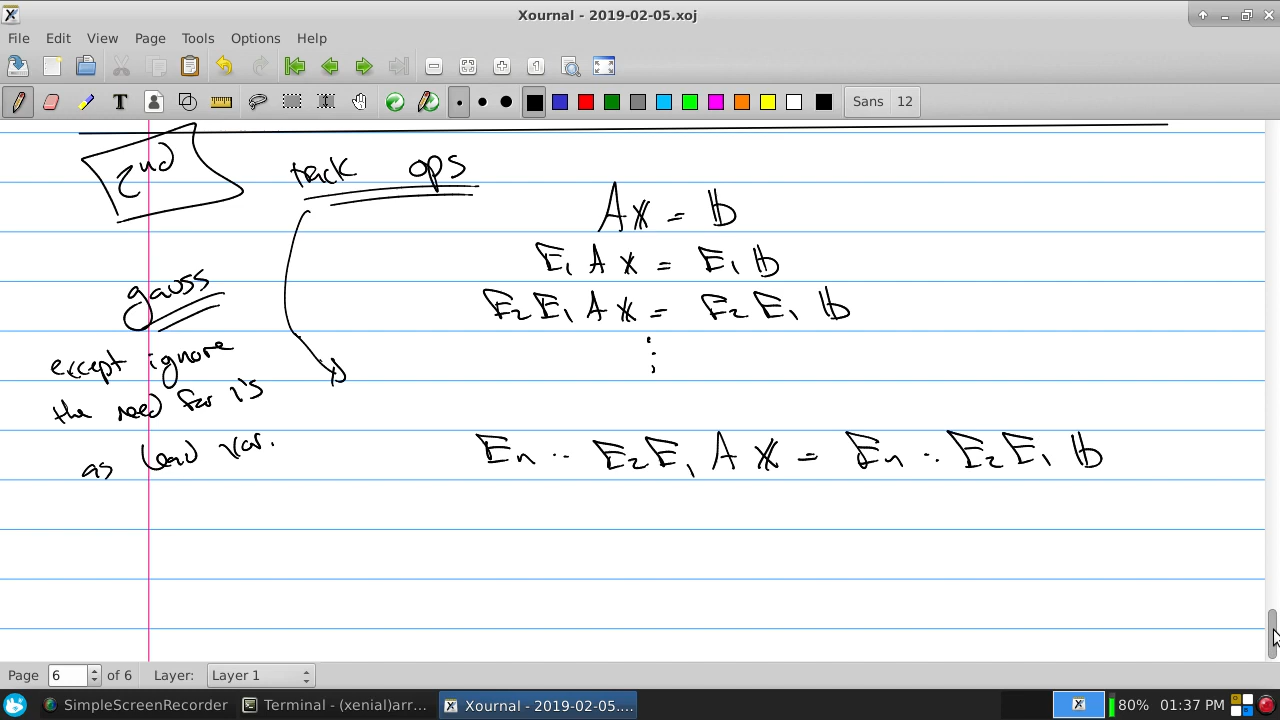 Xournal - 2019-02-05.xoj
File Edit View Page Tools Options Help
Sans 12
2nd
track ops
Ax = b
E1 A x = E1 b
E2 E1 A x = E2 E1 b
⋮
gauss
except ignore
the need for 1's
as lead var.
En ·· E2 E1 A x = En ·· E2 E1 b
Page 6 of 6 Layer: Layer 1
SimpleScreenRecorder Terminal - (xenial)arr... Xournal - 2019-02-05.... 80% 01:37 PM